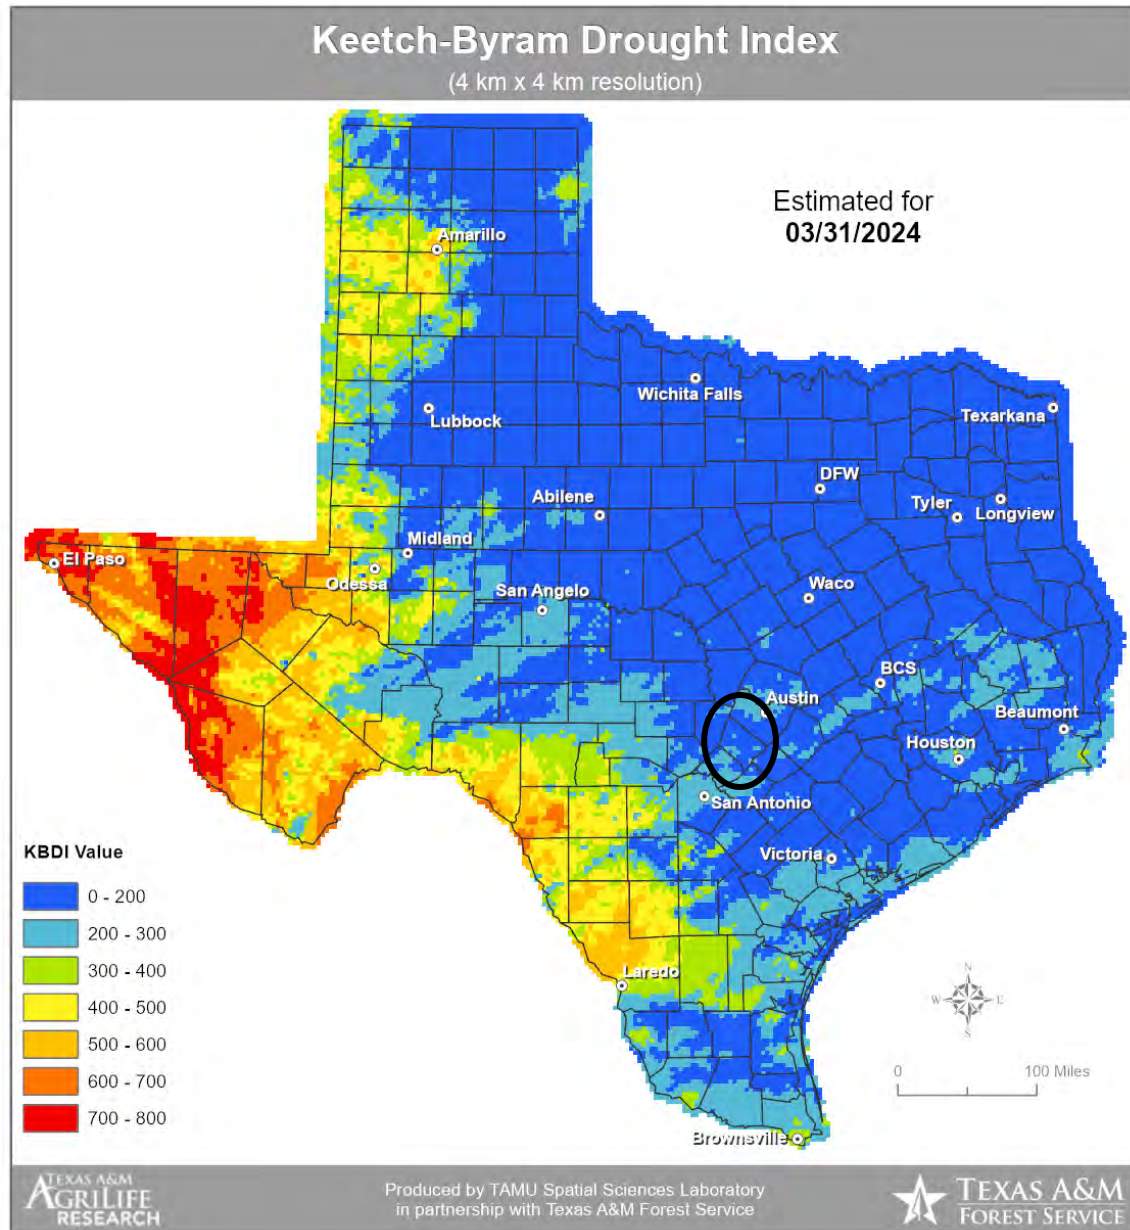 Keetch-Byram Drought Index
(4 km x 4 km resolution)
Estimated for
03/31/2024
Amarillo
Wichita Falls
Lubbock
Texarkana
DFW
Abilene
Tyler
Longview
Midland
El Paso
Odessa
San Angelo
Waco
BCS
Austin
Beaumont
Houston
San Antonio
Victoria
Laredo
Brownsville
KBDI Value
0 - 200
200 - 300
300 - 400
400 - 500
500 - 600
600 - 700
700 - 800
N
W E
S
0 100 Miles
TEXAS A&M
AGRILIFE
RESEARCH
Produced by TAMU Spatial Sciences Laboratory
in partnership with Texas A&M Forest Service
TEXAS A&M
FOREST SERVICE